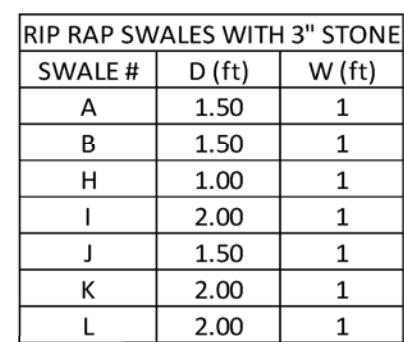 RIP RAP SWALES WITH 3" STONE
SWALE # D (ft) W (ft)
A 1.50 1
B 1.50 1
H 1.00 1
I 2.00 1
J 1.50 1
K 2.00 1
L 2.00 1